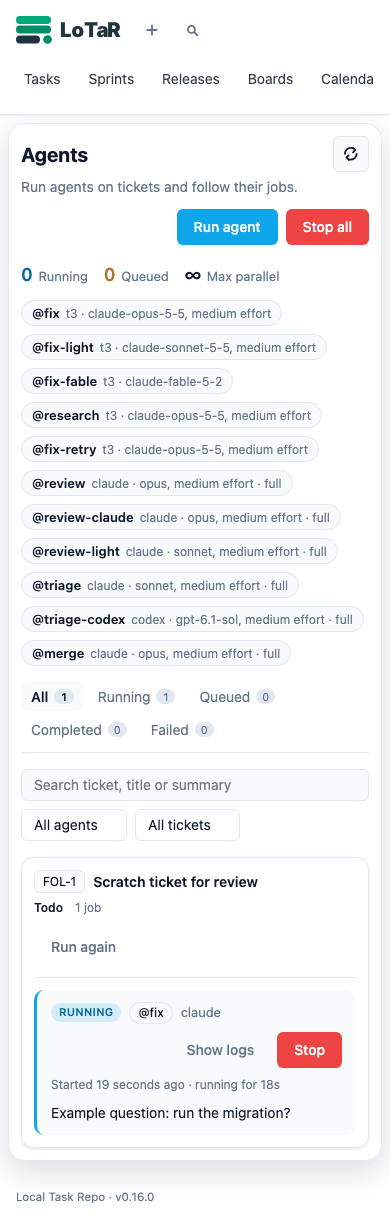 LoTaR
Tasks Sprints Releases Boards Calenda
Agents
Run agents on tickets and follow their jobs.
Run agent Stop all
0 Running 0 Queued ∞ Max parallel
@fix t3 · claude-opus-5-5, medium effort
@fix-light t3 · claude-sonnet-5-5, medium effort
@fix-fable t3 · claude-fable-5-2
@research t3 · claude-opus-5-5, medium effort
@fix-retry t3 · claude-opus-5-5, medium effort
@review claude · opus, medium effort · full
@review-claude claude · opus, medium effort · full
@review-light claude · sonnet, medium effort · full
@triage claude · sonnet, medium effort · full
@triage-codex codex · gpt-6.1-sol, medium effort · full
@merge claude · opus, medium effort · full
All 1 Running 1 Queued 0
Completed 0 Failed 0
Search ticket, title or summary
All agents All tickets
FOL-1 Scratch ticket for review
Todo 1 job
Run again
RUNNING @fix claude
Show logs Stop
Started 19 seconds ago · running for 18s
Example question: run the migration?
Local Task Repo · v0.16.0